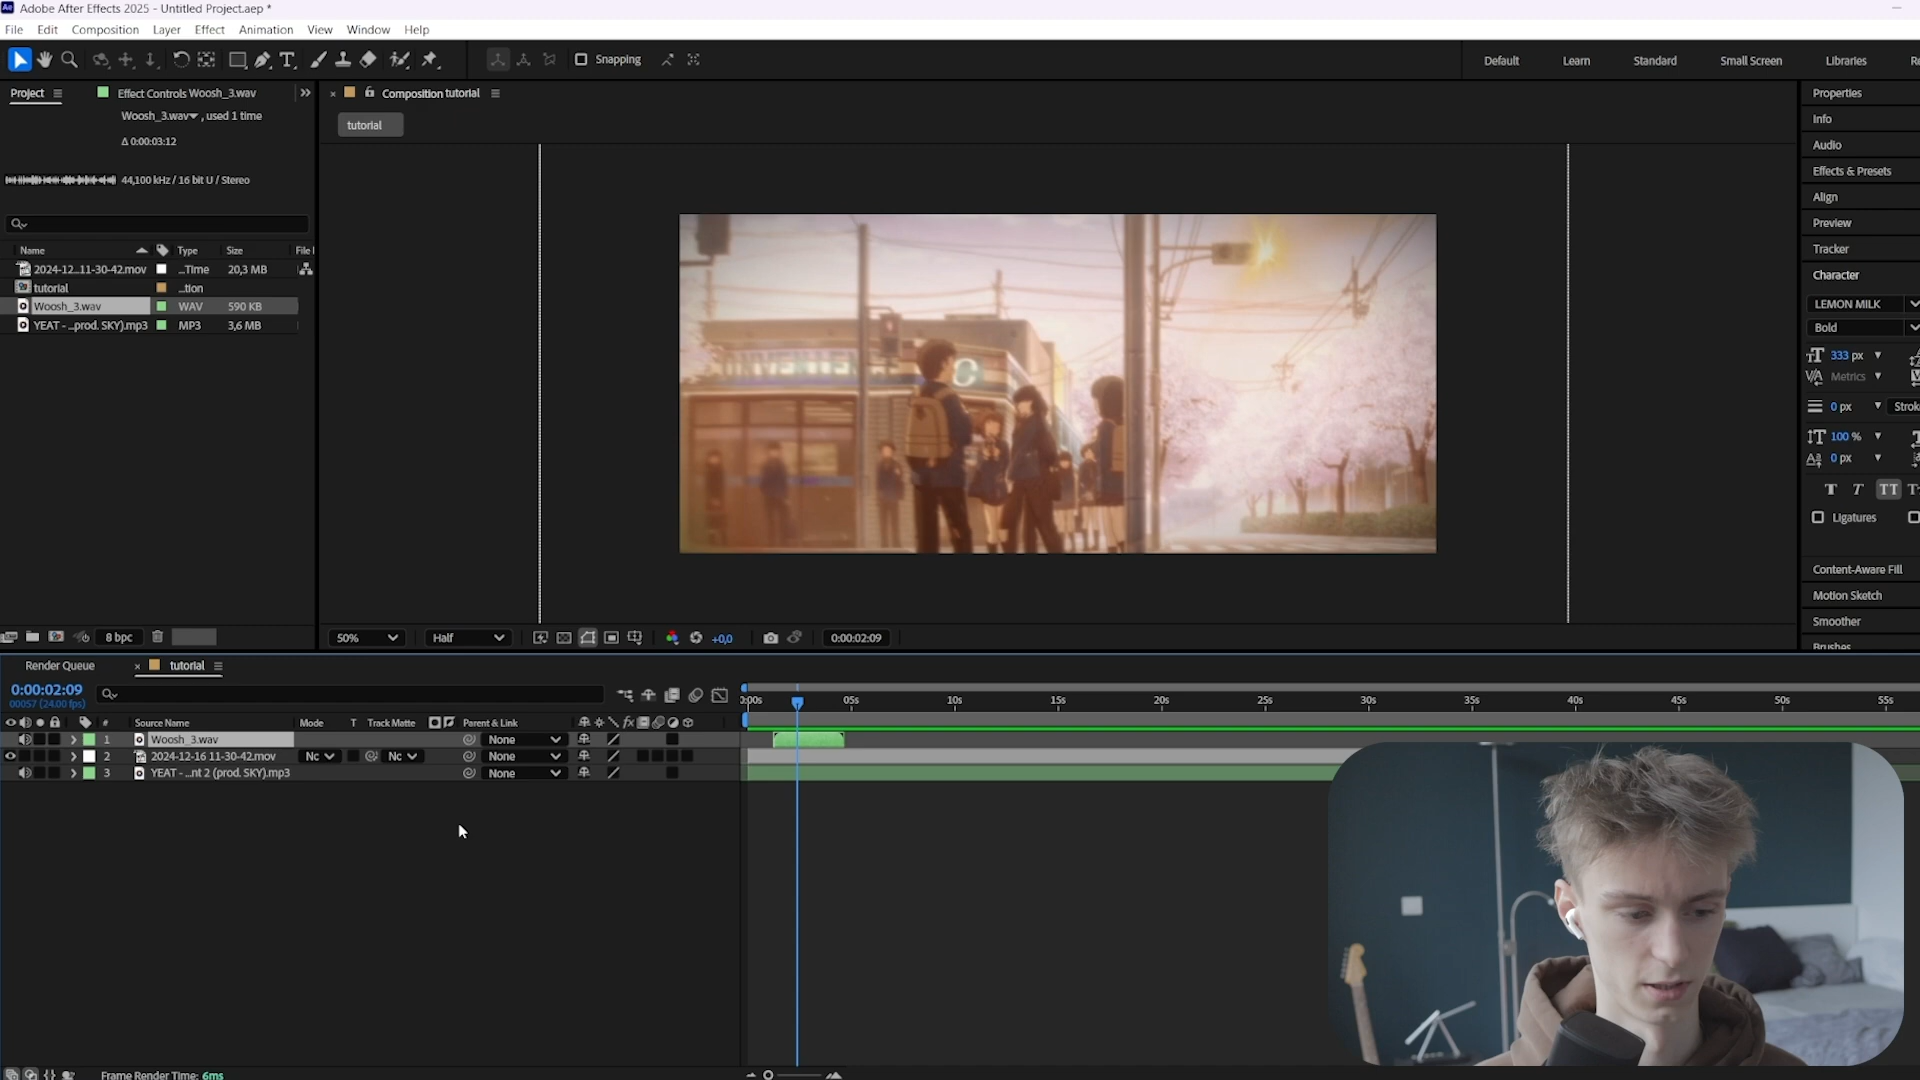 Adobe After Effects 2025 - Untitled Project.aep *
File Edit Composition Layer Effect Animation View Window Help
Snapping
Default Learn Standard Small Screen Libraries
Project
Effect Controls Woosh_3.wav
Composition tutorial
Woosh_3.wav , used 1 time
tutorial
Δ 0:00:03:12
44,100 kHz / 16 bit U / Stereo
Name Type Size File
2024-12...11-30-42.mov ...Time 20,3 MB
tutorial ...tion
Woosh_3.wav WAV 590 KB
YEAT - ...prod. SKY).mp3 MP3 3,6 MB
8 bpc
50% Half +0,0 0:00:02:09
Properties
Info
Audio
Effects & Presets
Align
Preview
Tracker
Character
LEMON MILK
Bold
333 px
Metrics
0 px
100 %
0 px
Ligatures
Content-Aware Fill
Motion Sketch
Smoother
Brushes
Render Queue
tutorial
0:00:02:09
00057 (24.00 fps)
05s 10s 15s 20s 25s 30s 35s 40s 45s 50s 55s
# Source Name Mode T Track Matte Parent & Link
1 Woosh_3.wav None
2 2024-12-16 11-30-42.mov Nc Nc None
3 YEAT - ...nt 2 (prod. SKY).mp3 None
Frame Render Time: 6ms